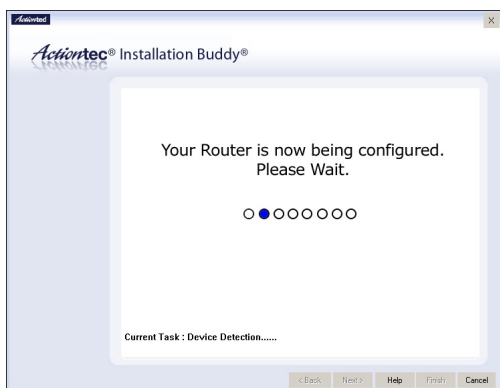 Actiontec
X
Actiontec® Installation Buddy®
Your Router is now being configured.
Please Wait.
Current Task : Device Detection......
< Back Next > Help Finish Cancel